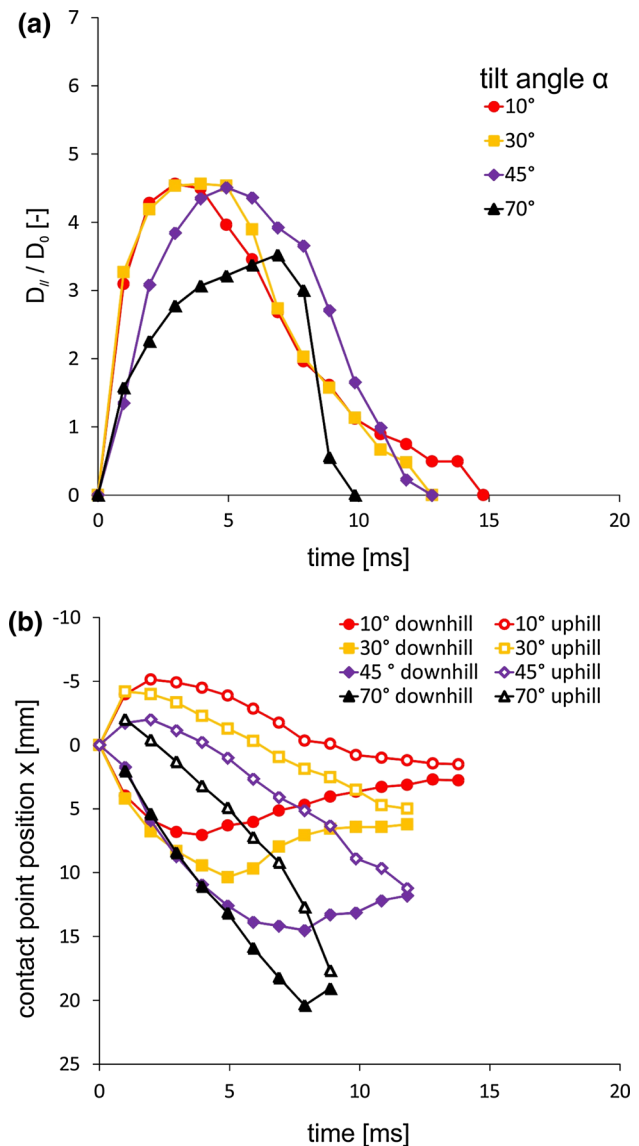 (a)
7
6
5
4
3
2
1
0
D// / D₀ [-]
tilt angle α
10°
30°
45°
70°
0 5 10 15 20
time [ms]
(b)
-10
-5
0
5
10
15
20
25
contact point position x [mm]
10° downhill 10° uphill
30° downhill 30° uphill
45 ° downhill 45° uphill
70° downhill 70° uphill
0 5 10 15 20
time [ms]